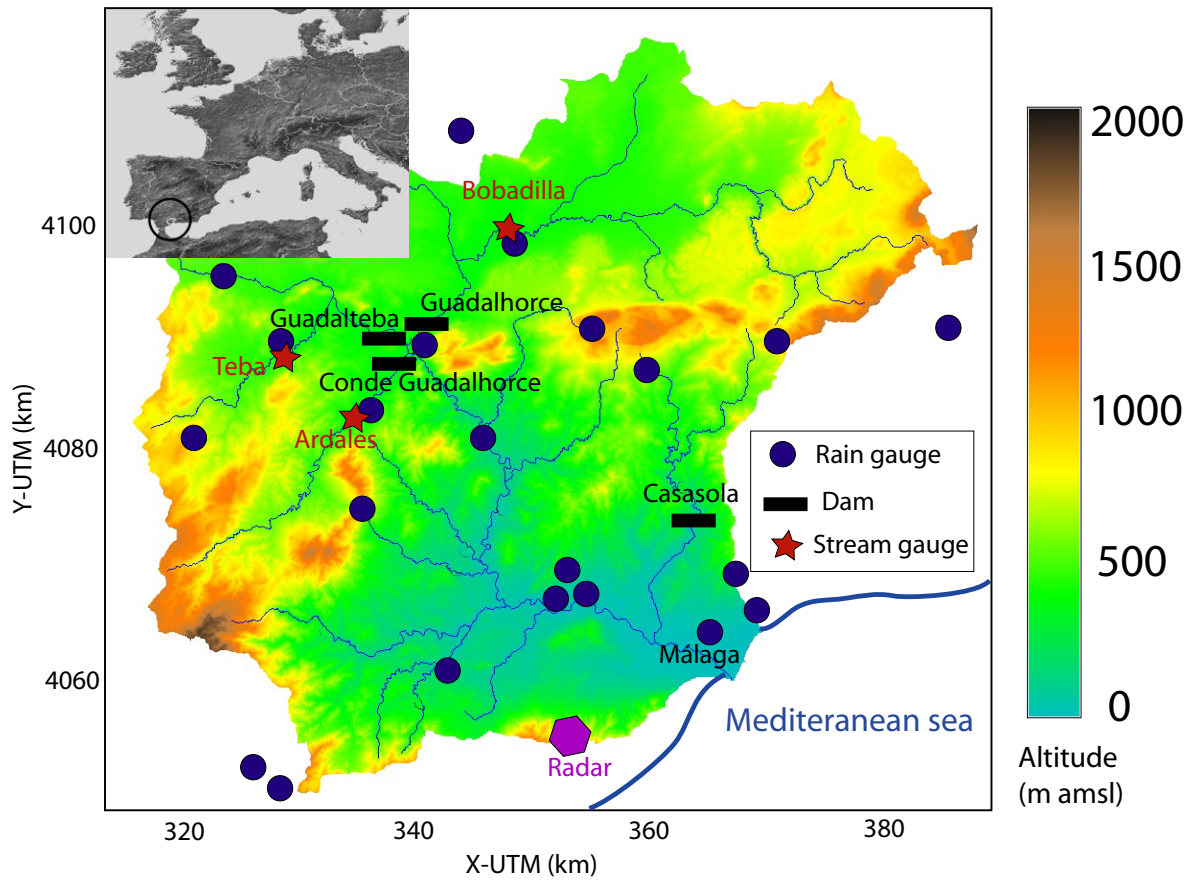 2000
1500
1000
500
0
Altitude
(m amsl)
4100
4080
4060
Y-UTM (km)
320
340
360
380
X-UTM (km)
Bobadilla
Guadalhorce
Guadalteba
Teba
Conde Guadalhorce
Ardales
Casasola
Málaga
Radar
Mediteranean sea
Rain gauge
Dam
Stream gauge